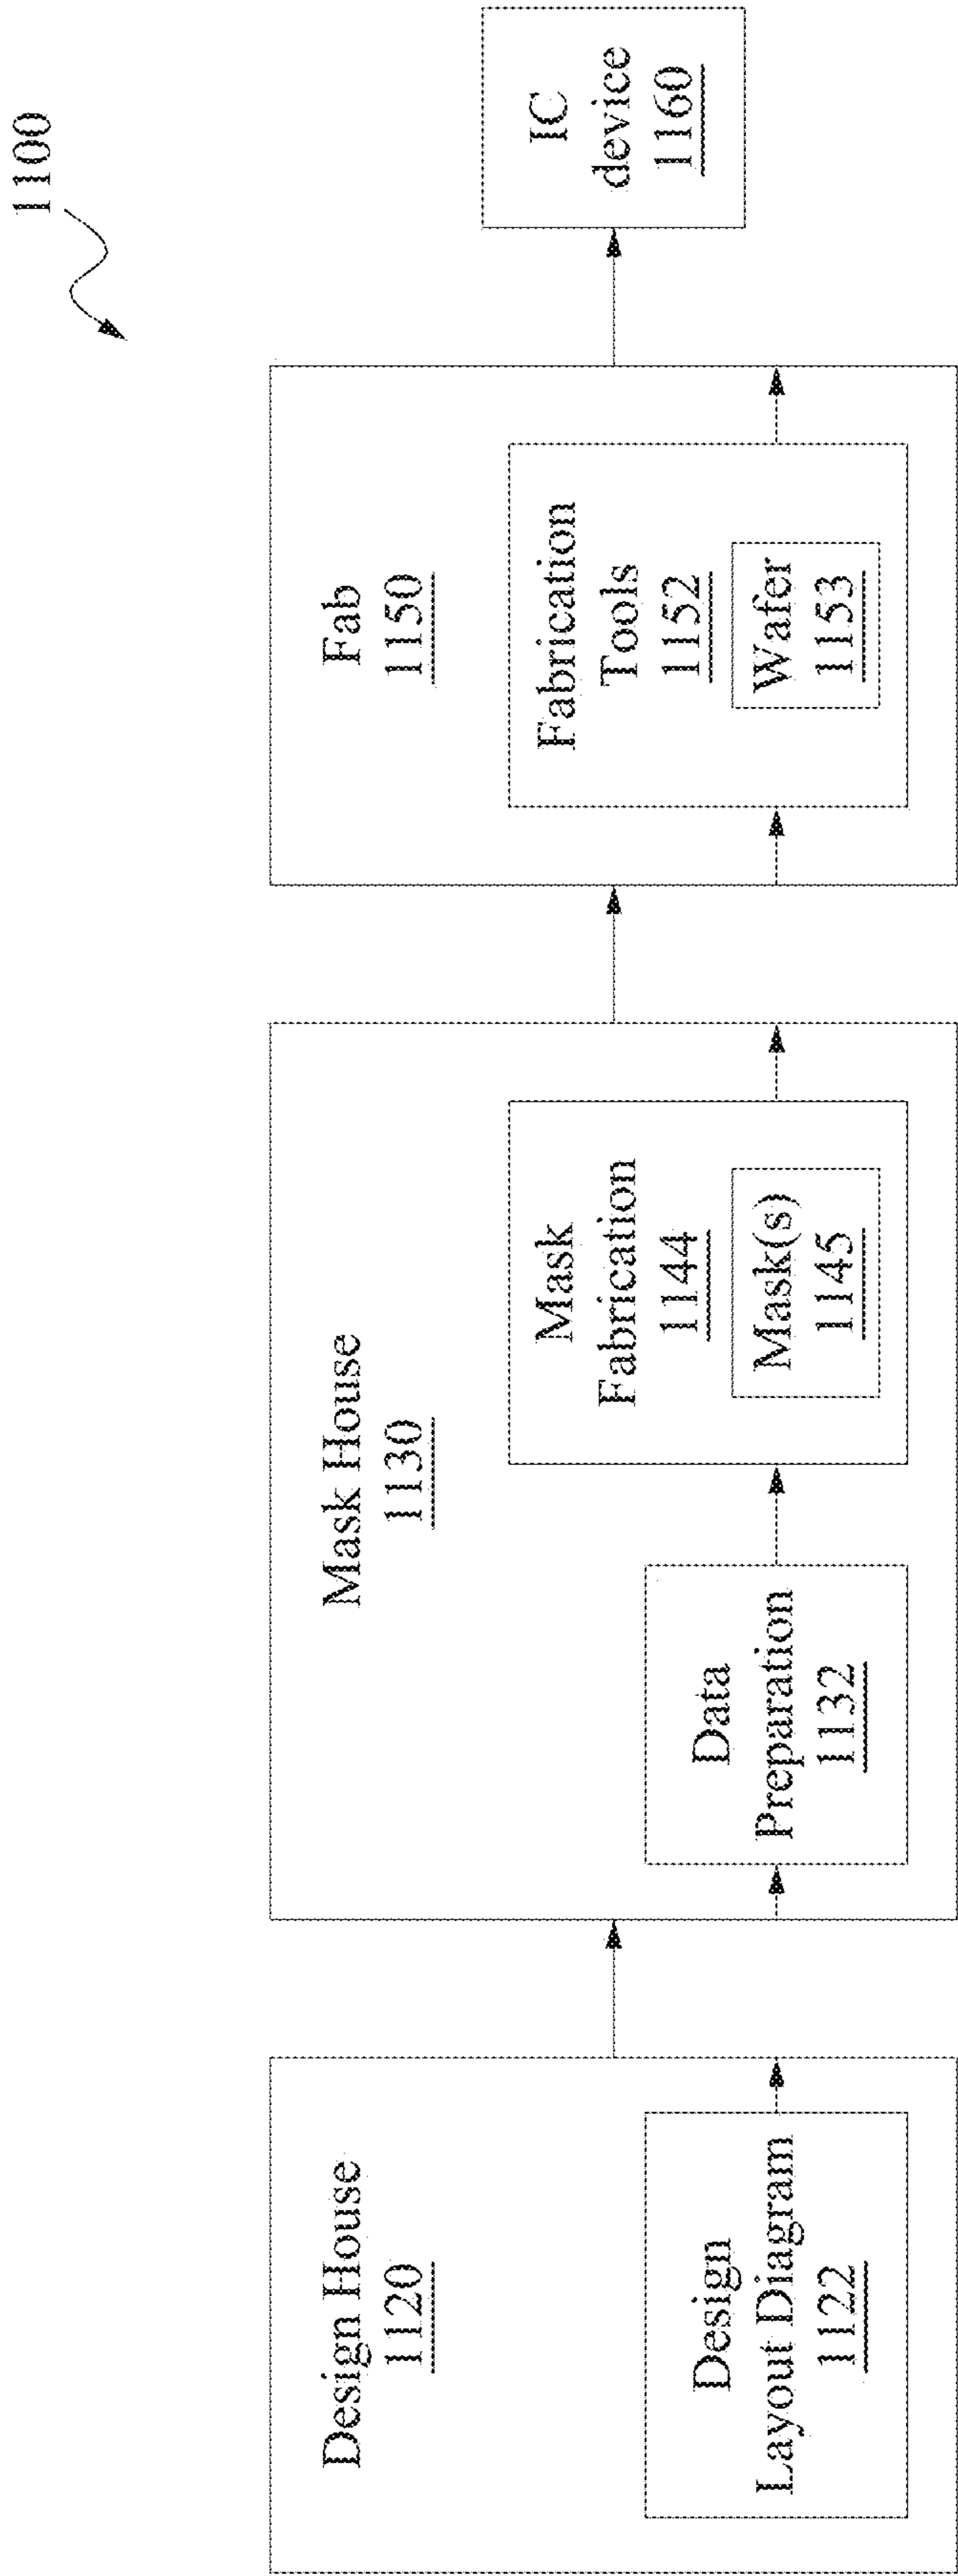 1100
Design House
1120
Design
Layout Diagram
1122
Mask House
1130
Data
Preparation
1132
Mask
Fabrication
1144
Mask(s)
1145
Fab
1150
Fabrication
Tools
1152
Wafer
1153
IC
device
1160